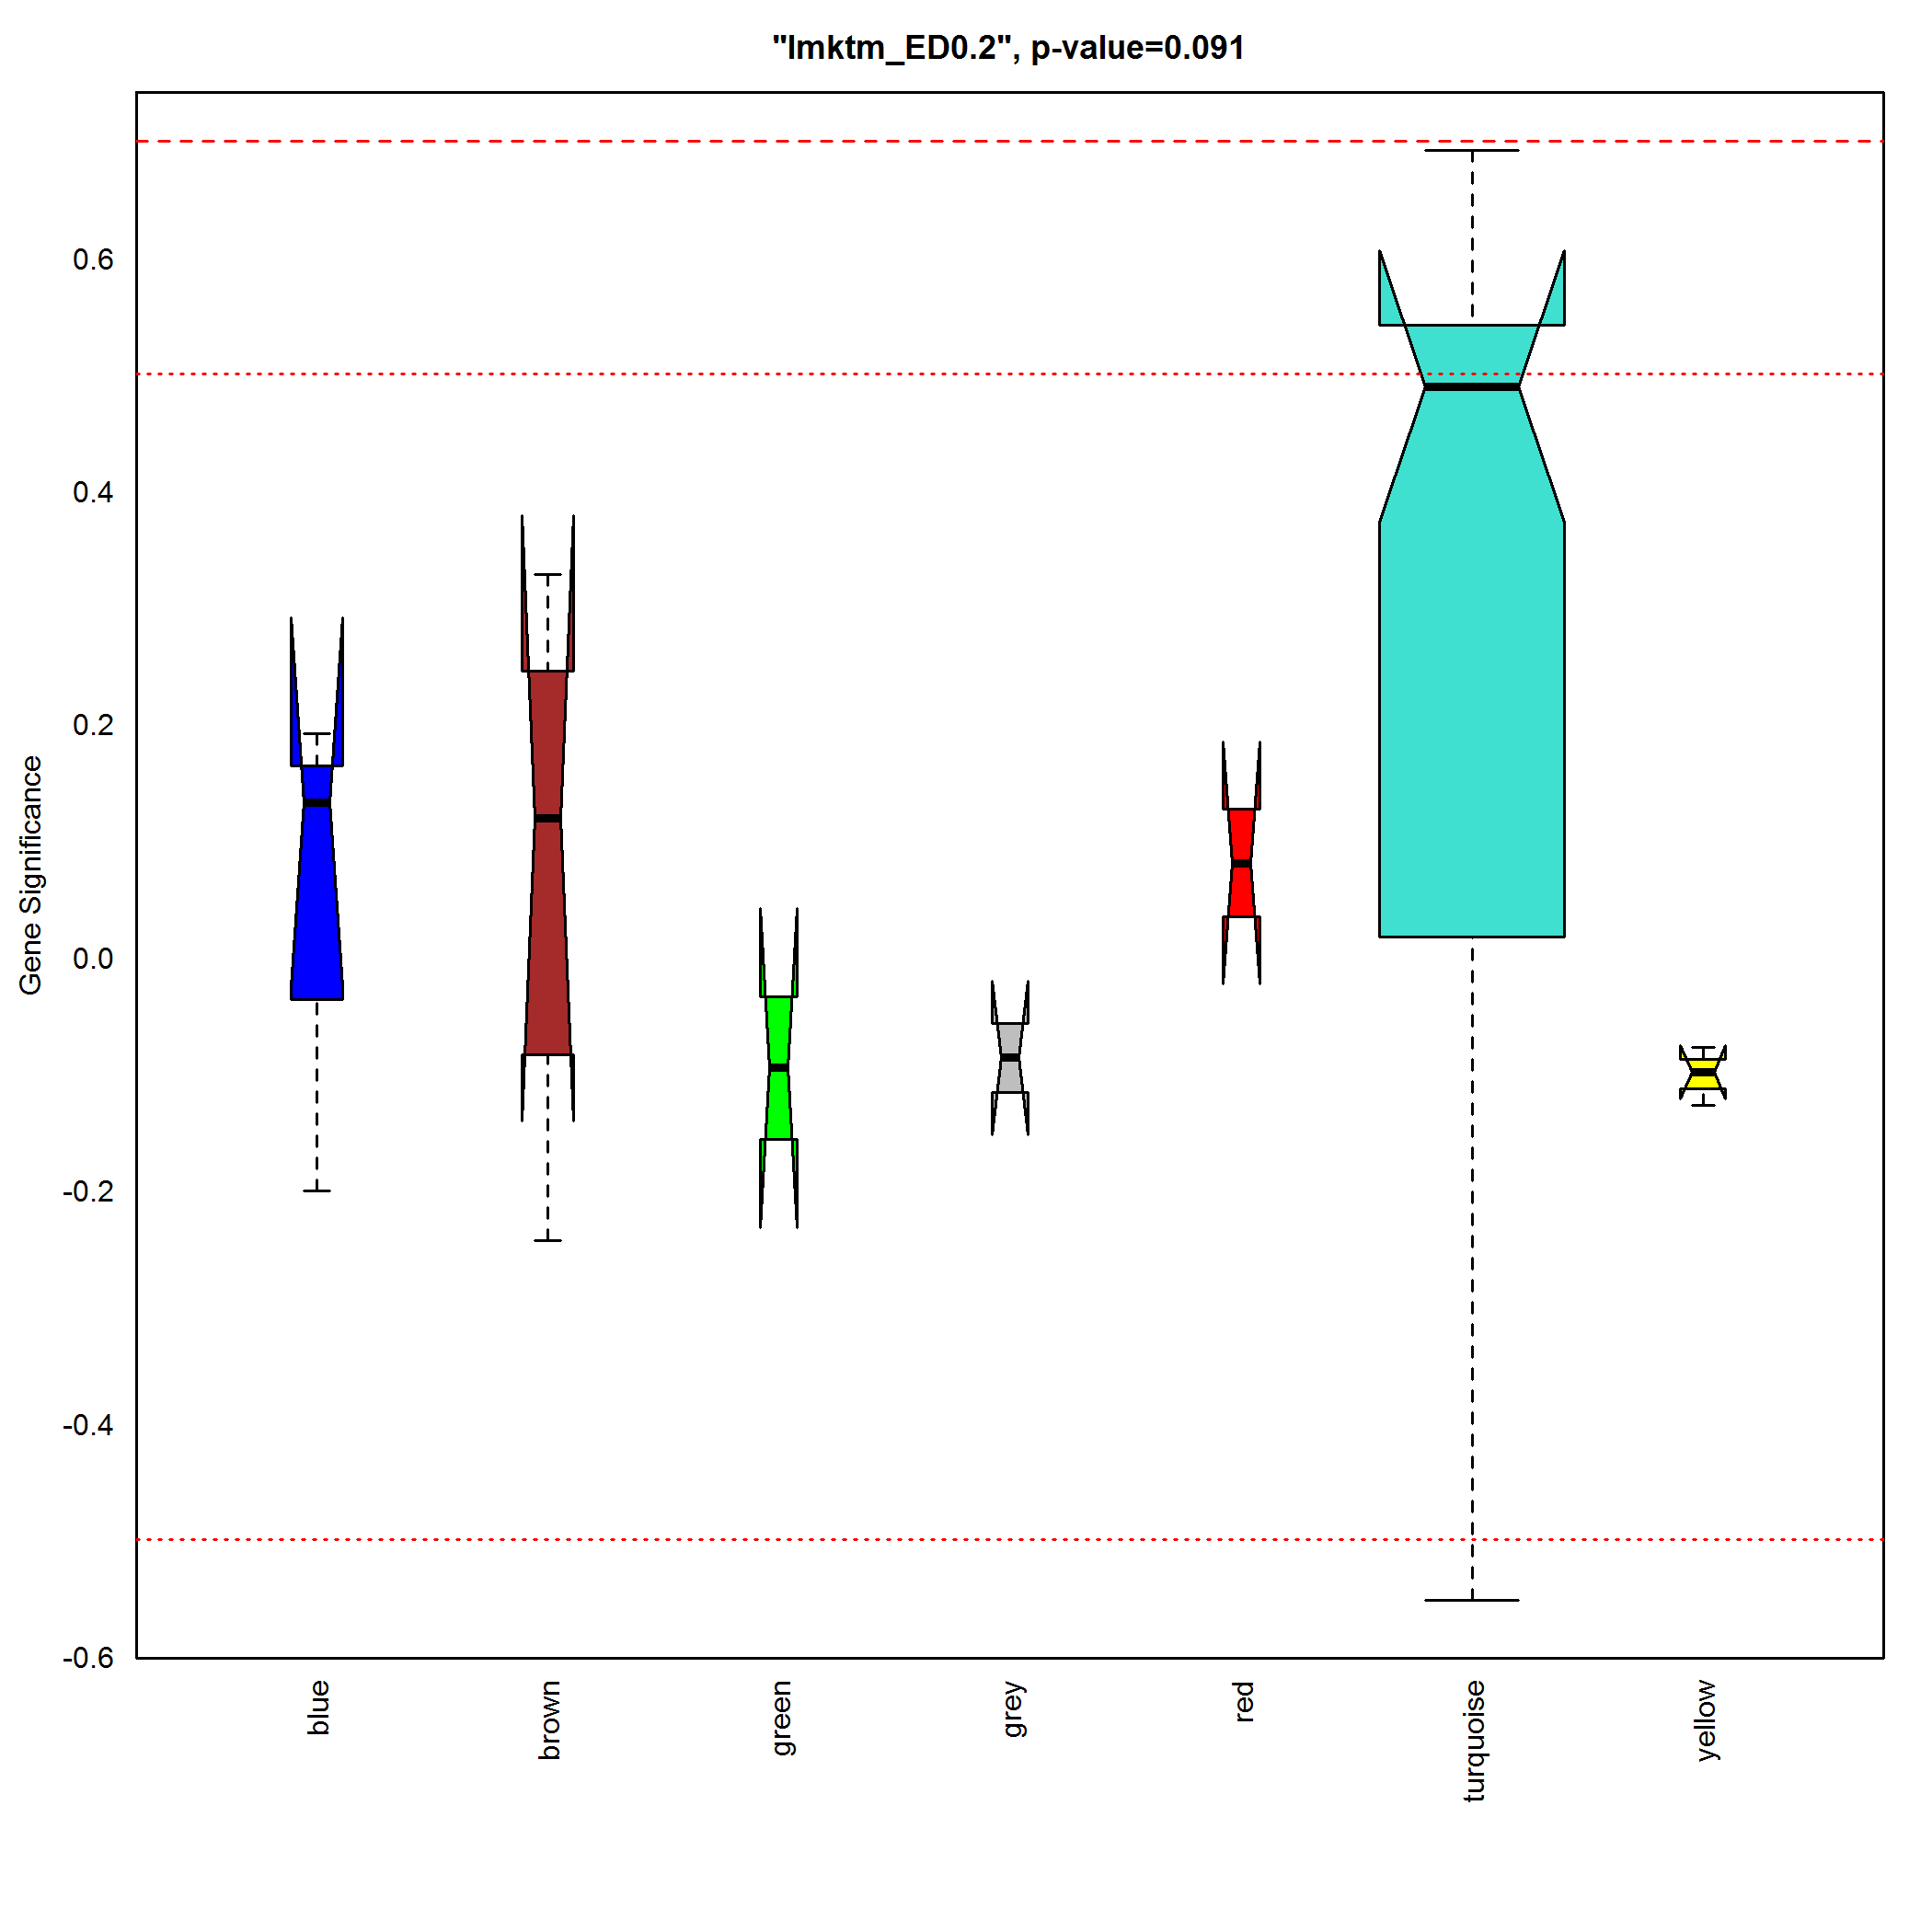 "lmktm_ED0.2", p-value=0.091
Gene Significance
0.6
0.4
0.2
0.0
-0.2
-0.4
-0.6
blue
brown
green
grey
red
turquoise
yellow